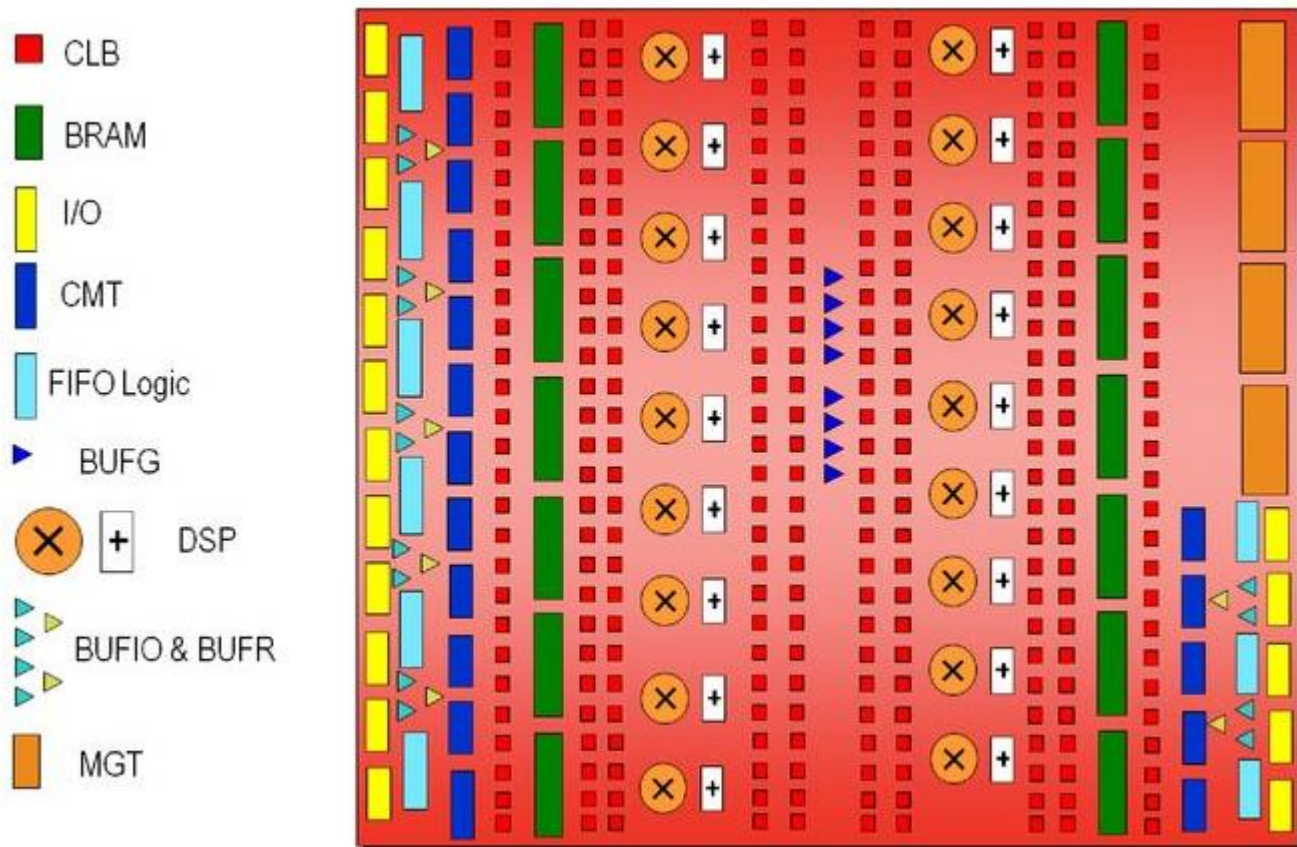 CLB
BRAM
I/O
CMT
FIFO Logic
BUFG
DSP
BUFIO & BUFR
MGT